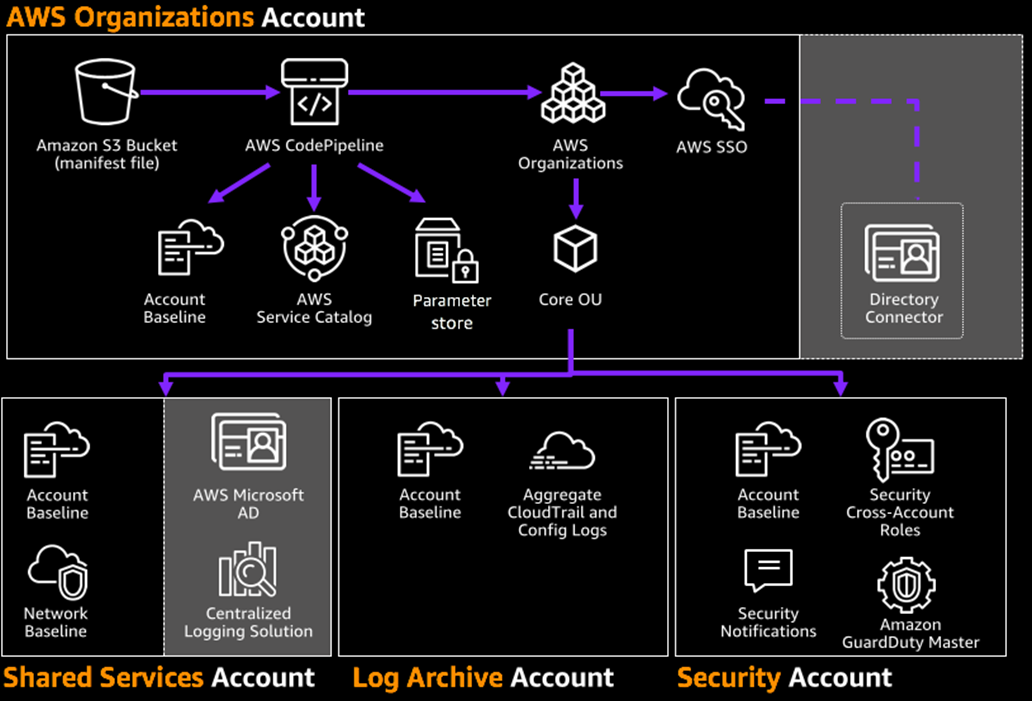 AWS Organizations Account
Amazon S3 Bucket
(manifest file)
AWS CodePipeline
AWS
Organizations
AWS SSO
Account
Baseline
AWS
Service Catalog
Parameter
store
Core OU
Directory
Connector
Account
Baseline
AWS Microsoft
AD
Network
Baseline
Centralized
Logging Solution
Account
Baseline
Aggregate
CloudTrail and
Config Logs
Account
Baseline
Security
Cross-Account
Roles
Security
Notifications
Amazon
GuardDuty Master
Shared Services Account
Log Archive Account
Security Account